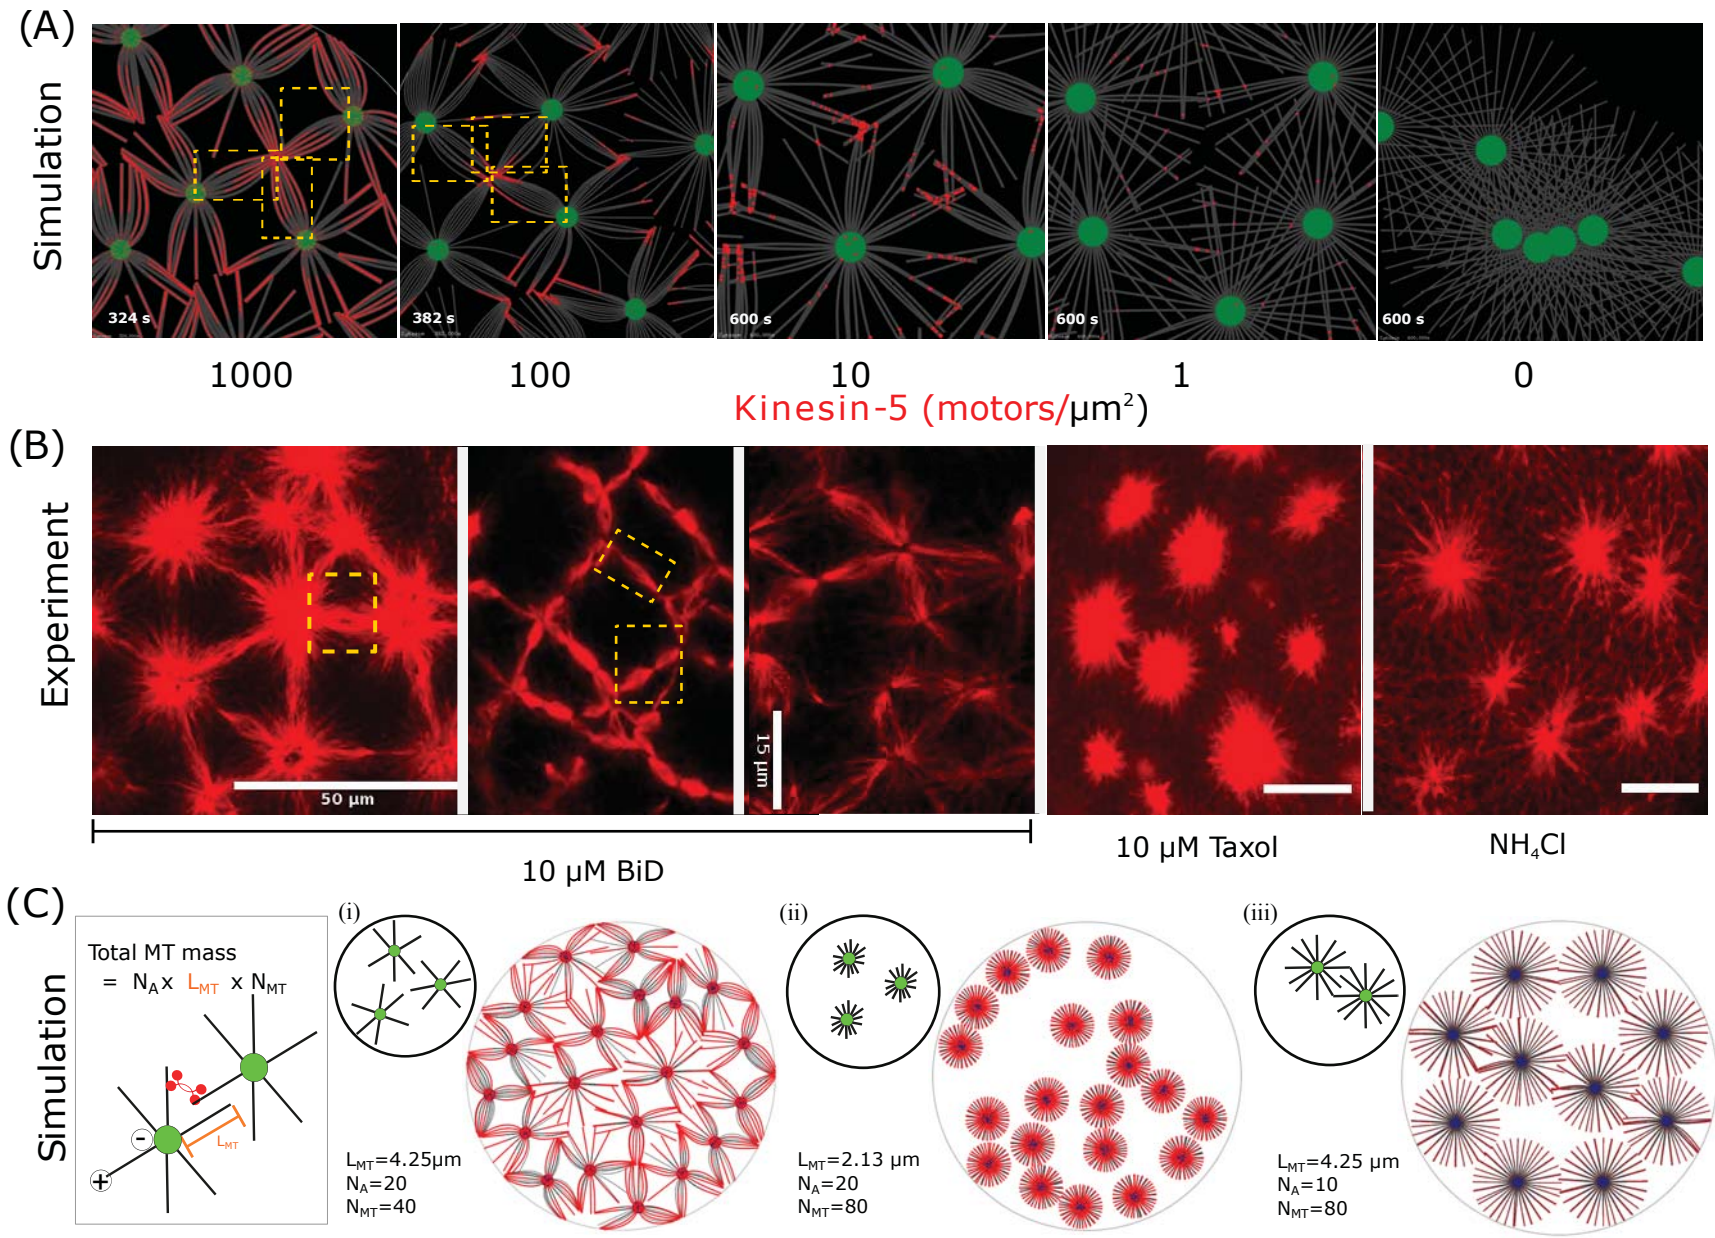 (A)
Simulation
324 s
382 s
600 s
600 s
600 s
1000
100
10
1
0
Kinesin-5 (motors/µm²)
(B)
Experiment
50 µm
15 µm
10 µM BiD
10 µM Taxol
NH₄Cl
(C)
Simulation
Total MT mass
= N_A x L_MT x N_MT
L_MT
-
+
(i)
L_MT=4.25µm
N_A=20
N_MT=40
(ii)
L_MT=2.13 µm
N_A=20
N_MT=80
(iii)
L_MT=4.25 µm
N_A=10
N_MT=80